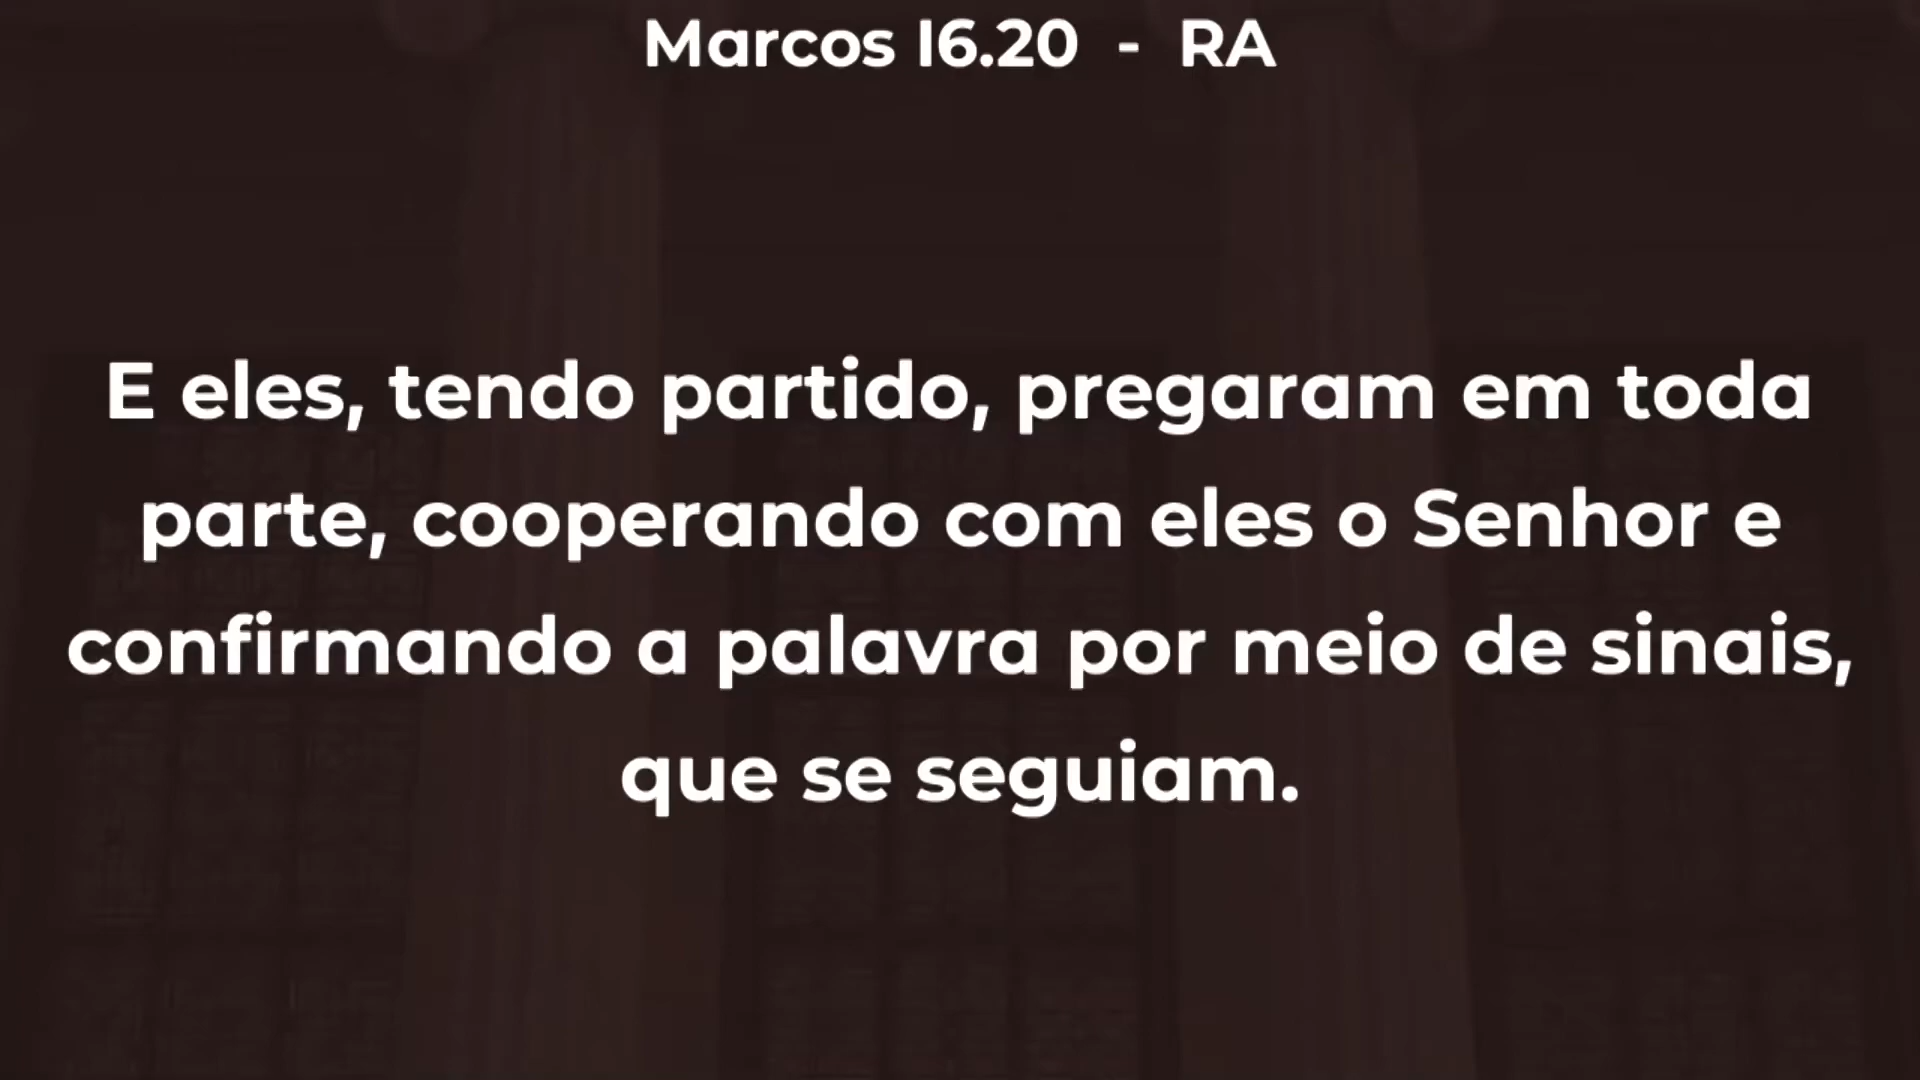 Marcos 16.20 - RA
E eles, tendo partido, pregaram em toda
parte, cooperando com eles o Senhor e
confirmando a palavra por meio de sinais,
que se seguiam.